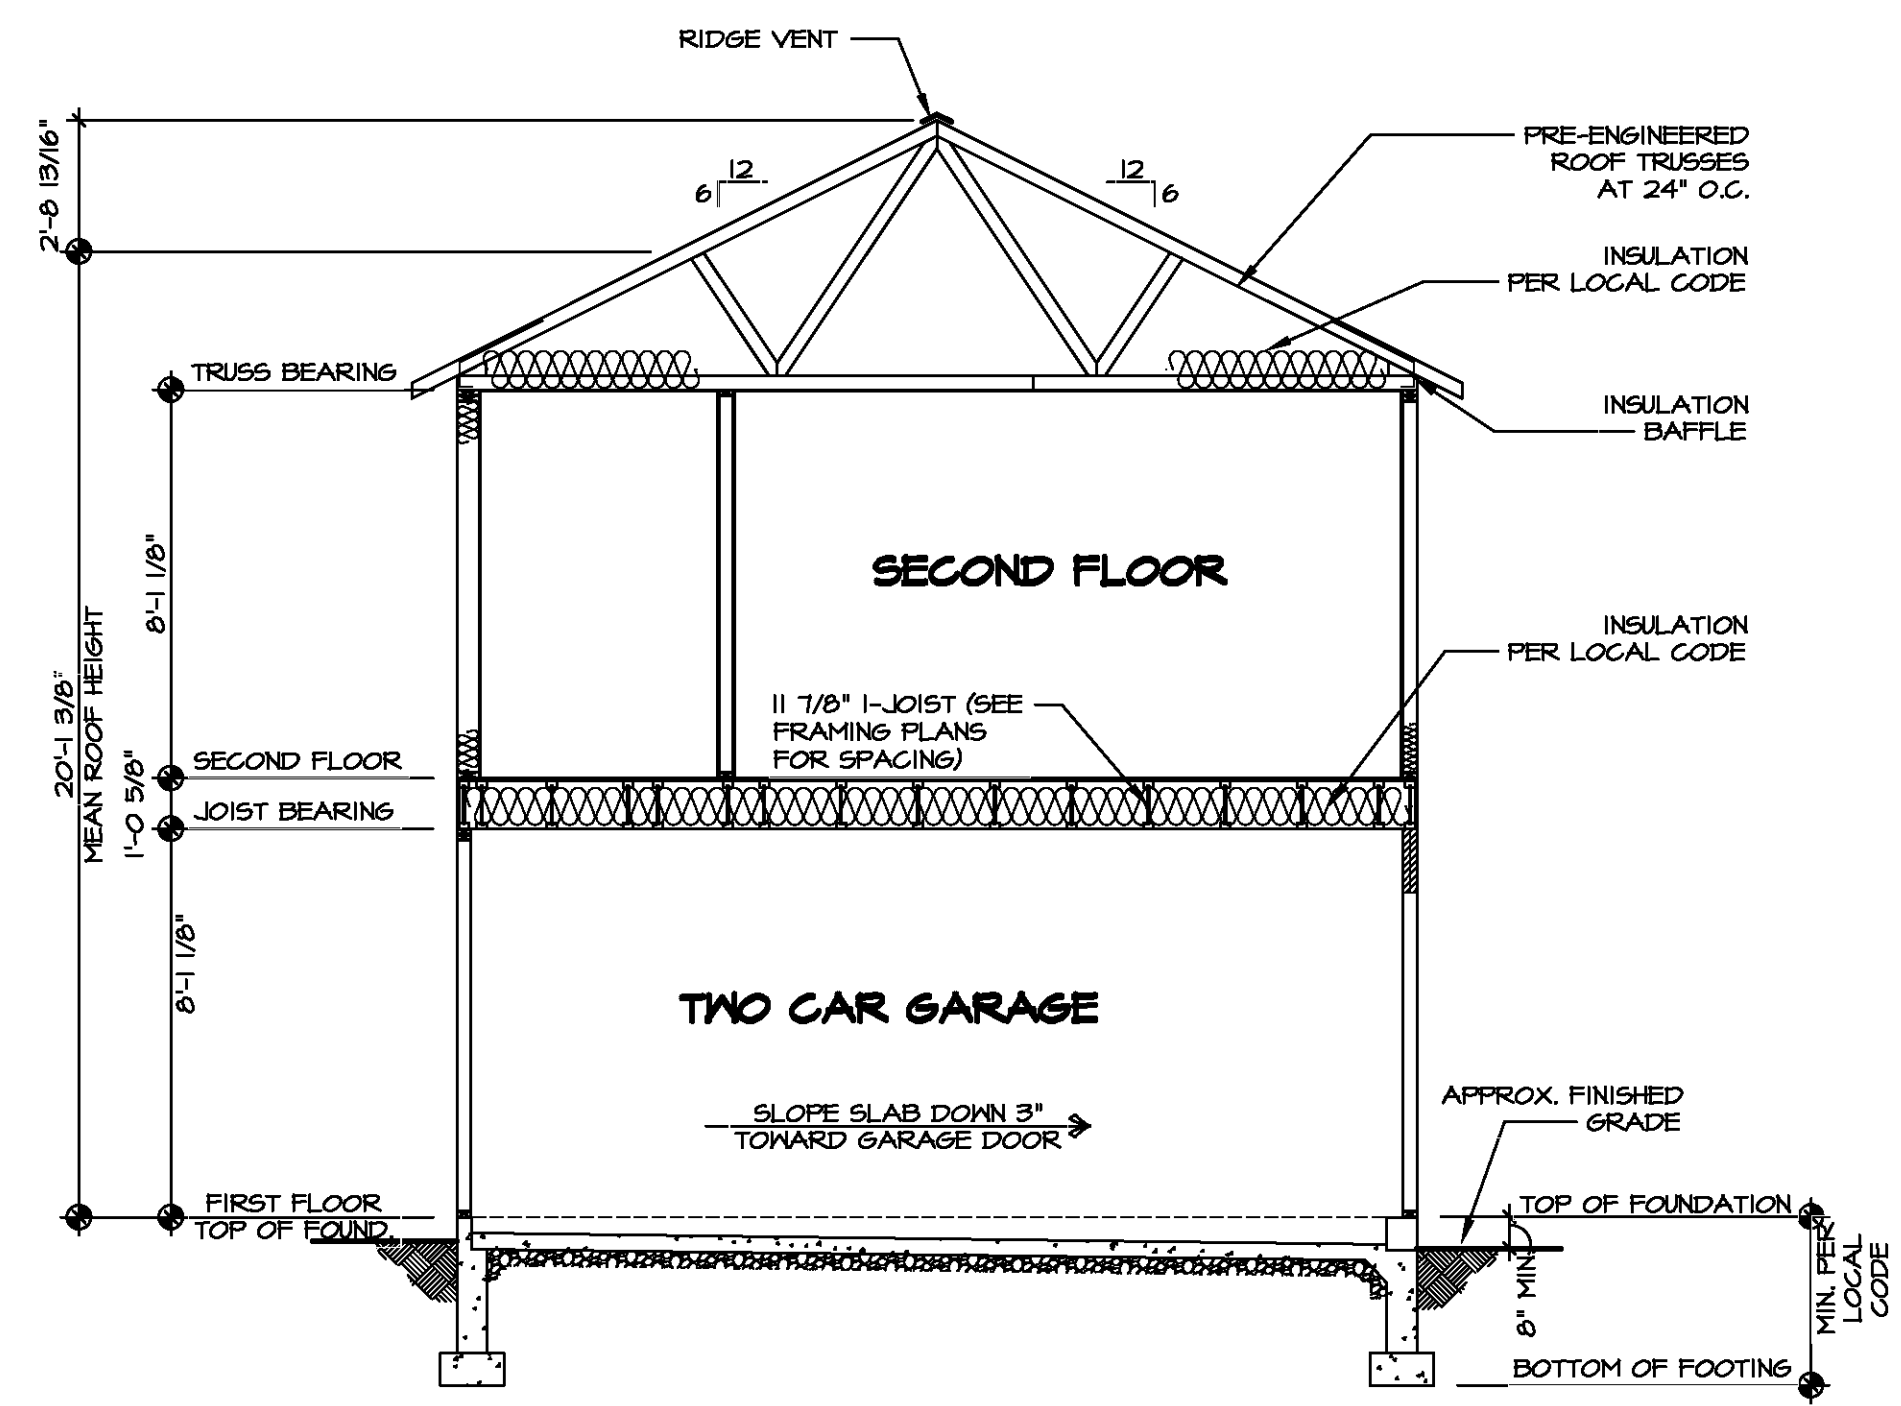 RIDGE VENT
2'-8 13/16"
12
6
12
6
PRE-ENGINEERED
ROOF TRUSSES
AT 24" O.C.
INSULATION
PER LOCAL CODE
TRUSS BEARING
INSULATION
BAFFLE
8'-1 1/8"
SECOND FLOOR
20'-1 3/8"
MEAN ROOF HEIGHT
INSULATION
PER LOCAL CODE
11 7/8" I-JOIST (SEE
FRAMING PLANS
FOR SPACING)
SECOND FLOOR
1'-0 5/8"
JOIST BEARING
8'-1 1/8"
TWO CAR GARAGE
SLOPE SLAB DOWN 3"
TOWARD GARAGE DOOR
APPROX. FINISHED
GRADE
FIRST FLOOR
TOP OF FOUND.
TOP OF FOUNDATION
8" MIN.
MIN. PER
LOCAL
CODE
BOTTOM OF FOOTING